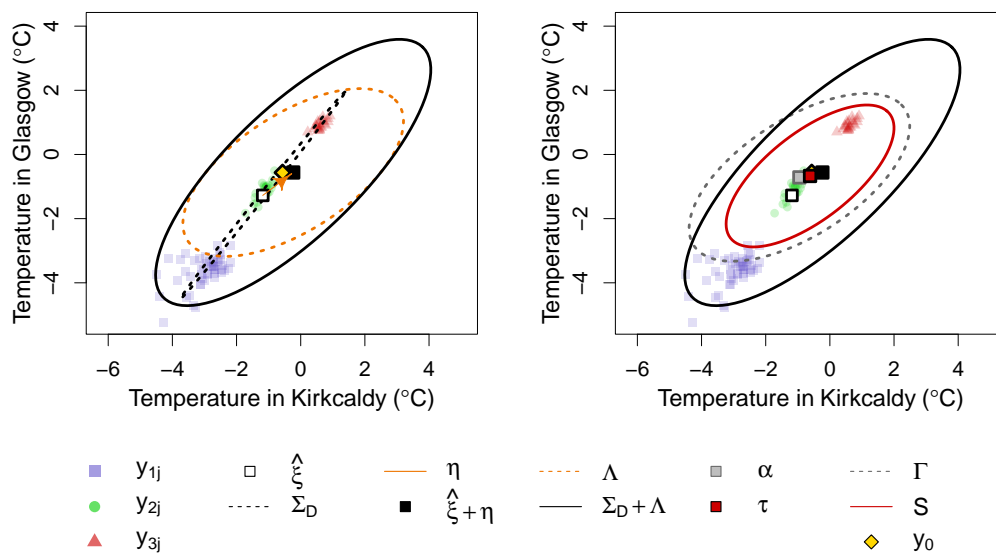 Temperature in Glasgow (°C)
4
2
0
−2
−4
−6 −4 −2 0 2 4
Temperature in Kirkcaldy (°C)
Temperature in Glasgow (°C)
4
2
0
−2
−4
−6 −4 −2 0 2 4
Temperature in Kirkcaldy (°C)
y1j ξ̂ η Λ α Γ
y2j ΣD ξ̂+η ΣD+Λ τ S
y3j y0